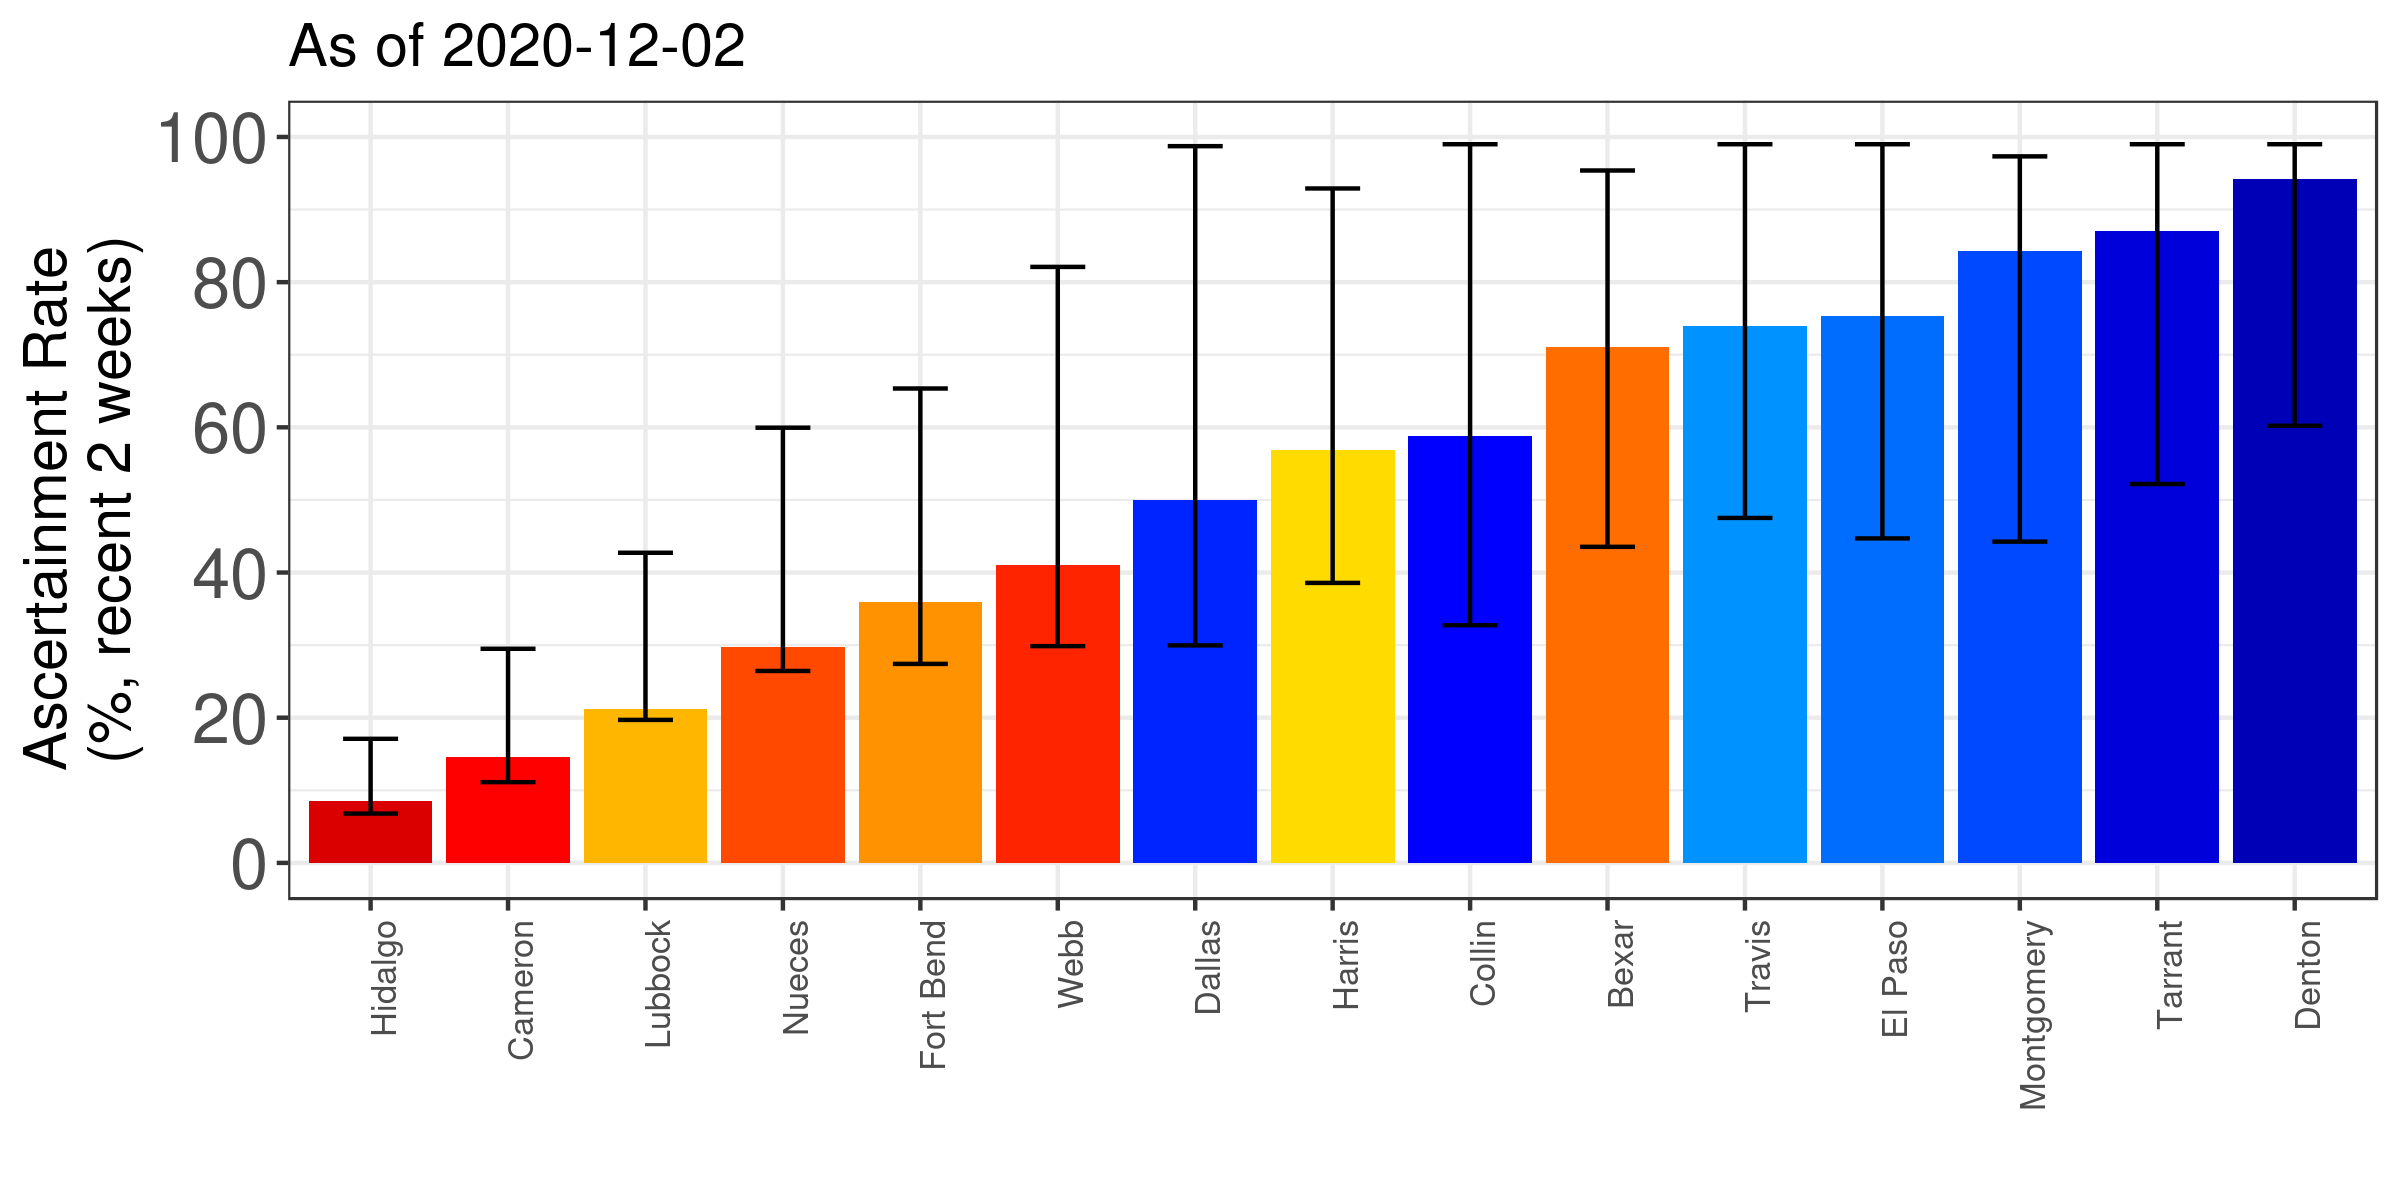 As of 2020-12-02
Ascertainment Rate
(%, recent 2 weeks)
100
80
60
40
20
0
Hidalgo
Cameron
Lubbock
Nueces
Fort Bend
Webb
Dallas
Harris
Collin
Bexar
Travis
El Paso
Montgomery
Tarrant
Denton